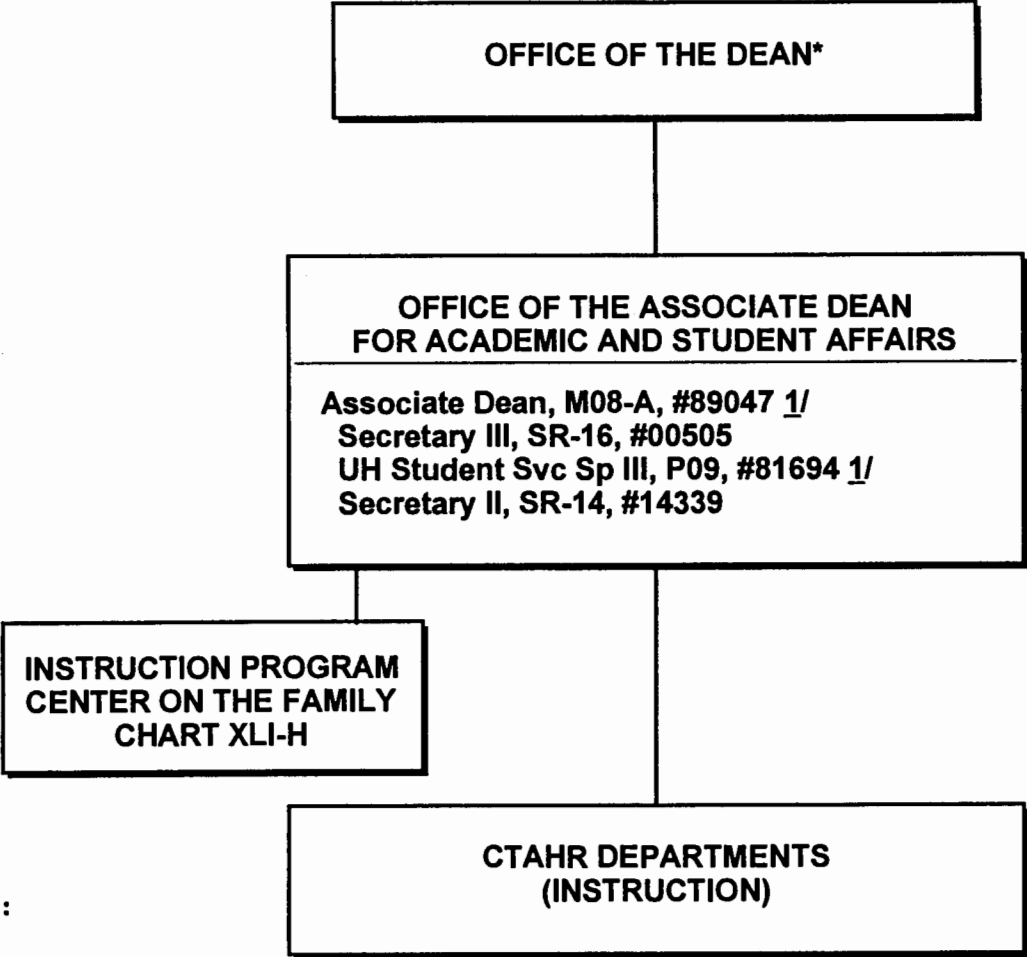 OFFICE OF THE DEAN*
OFFICE OF THE ASSOCIATE DEAN
FOR ACADEMIC AND STUDENT AFFAIRS
Associate Dean, M08-A, #89047 1/
Secretary III, SR-16, #00505
UH Student Svc Sp III, P09, #81694 1/
Secretary II, SR-14, #14339
INSTRUCTION PROGRAM
CENTER ON THE FAMILY
CHART XLI-H
CTAHR DEPARTMENTS
(INSTRUCTION)
: